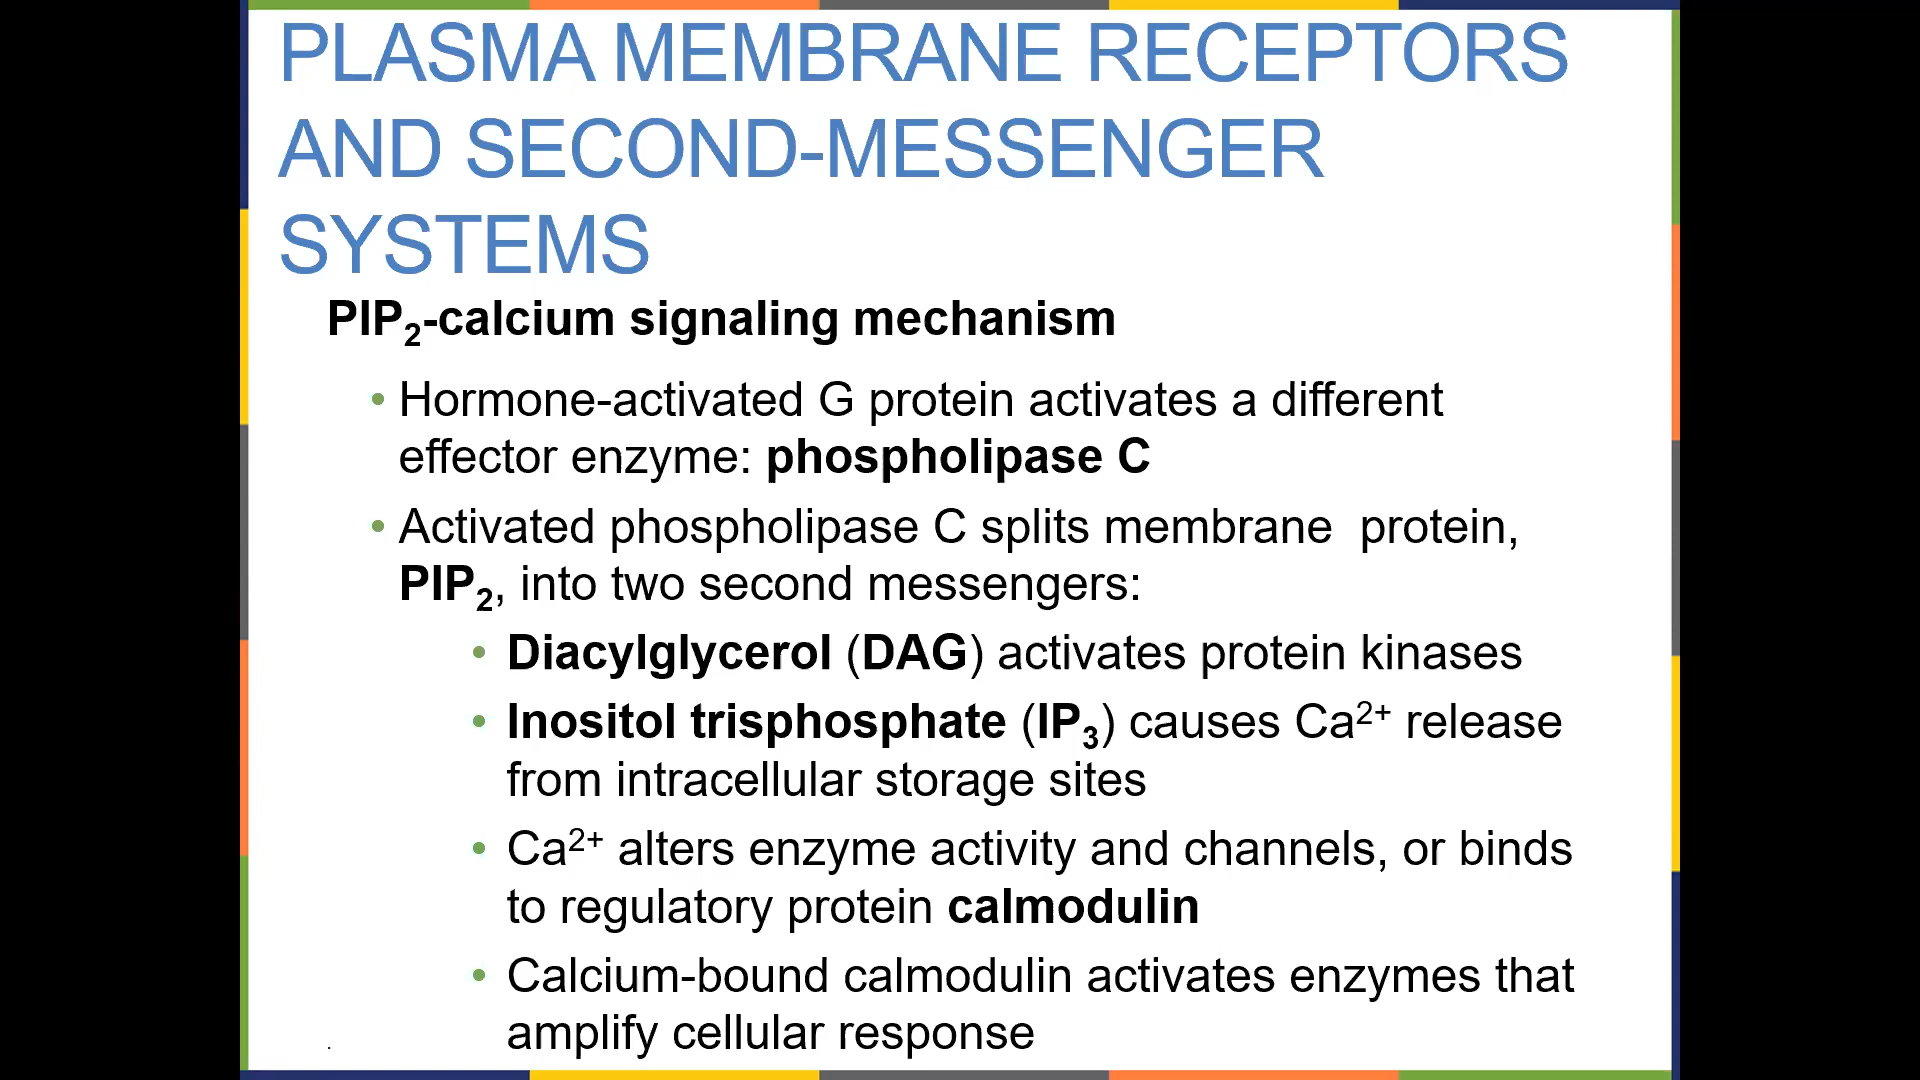 PLASMA MEMBRANE RECEPTORS
AND SECOND-MESSENGER
SYSTEMS
PIP₂-calcium signaling mechanism
• Hormone-activated G protein activates a different
effector enzyme: phospholipase C
• Activated phospholipase C splits membrane  protein,
PIP₂, into two second messengers:
• Diacylglycerol (DAG) activates protein kinases
• Inositol trisphosphate (IP₃) causes Ca²⁺ release
from intracellular storage sites
• Ca²⁺ alters enzyme activity and channels, or binds
to regulatory protein calmodulin
• Calcium-bound calmodulin activates enzymes that
amplify cellular response
.